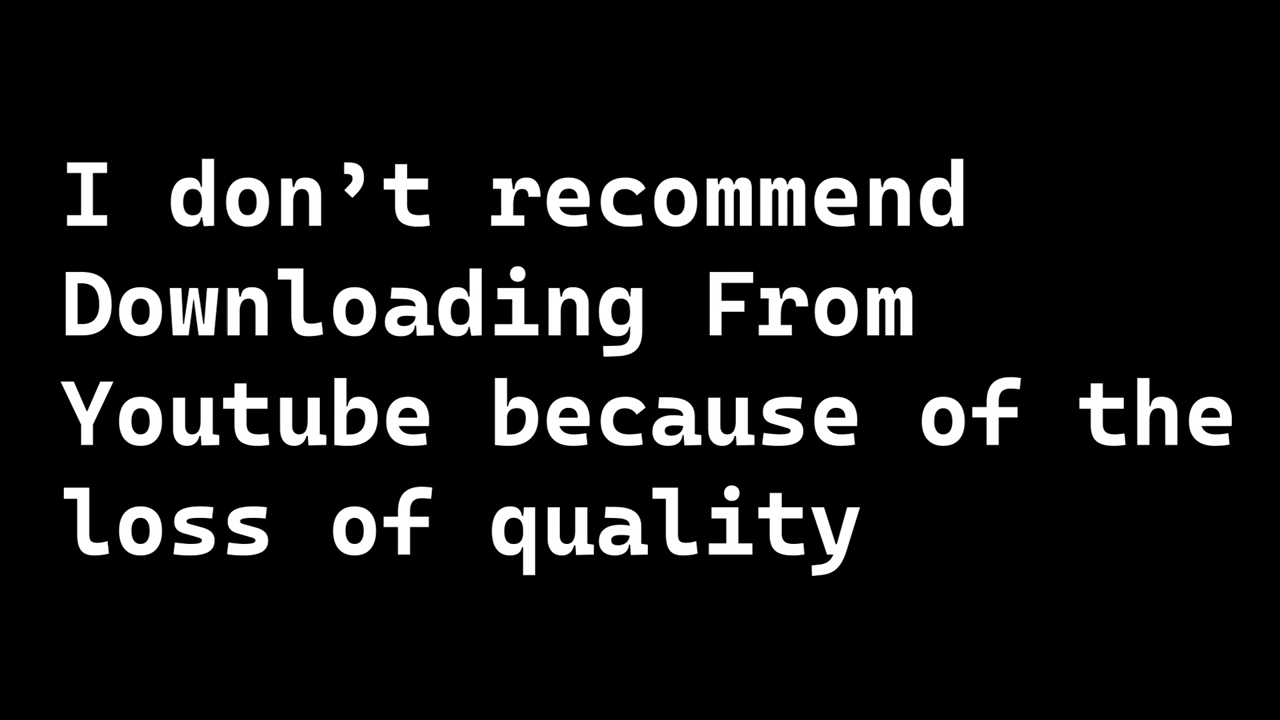 I don’t recommend
Downloading From
Youtube because of the
loss of quality